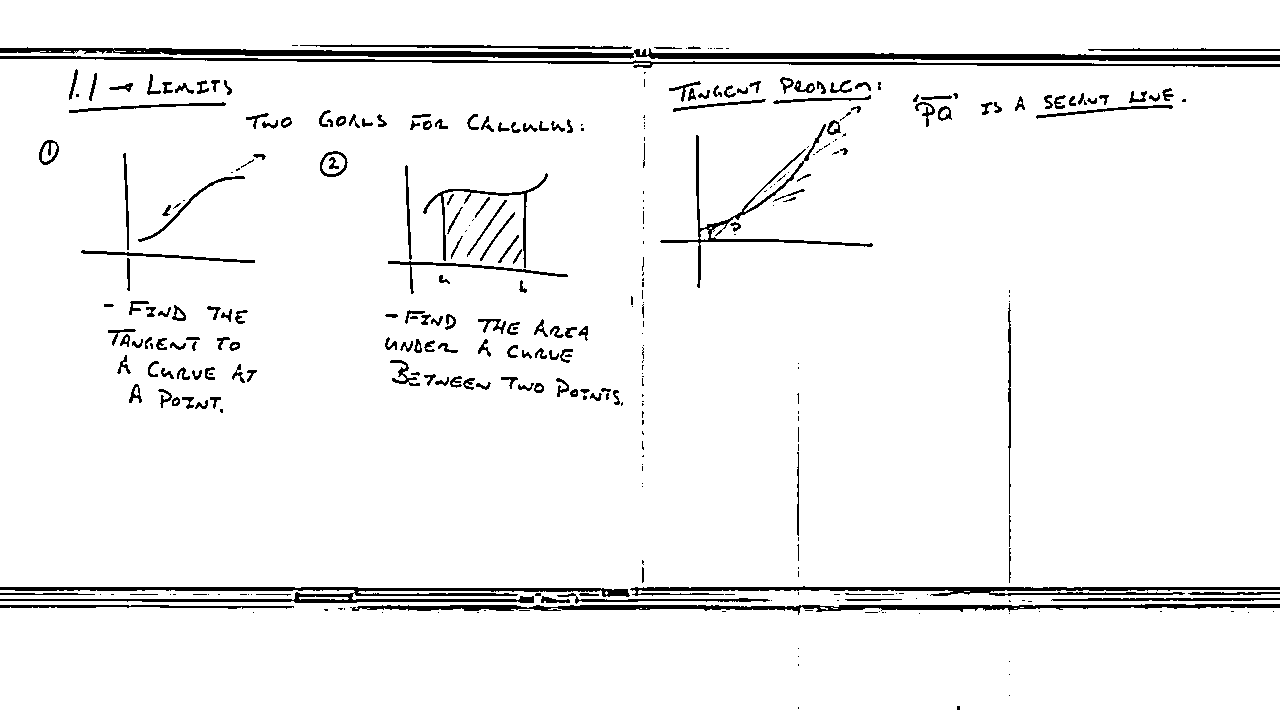 1.1 → LIMITS
TWO GOALS FOR CALCULUS:
①
②
a
b
- FIND THE
TANGENT TO
A CURVE AT
A POINT.
- FIND THE AREA
UNDER A CURVE
BETWEEN TWO POINTS.
TANGENT PROBLEM:
"PQ" IS A SECANT LINE.
Q
P